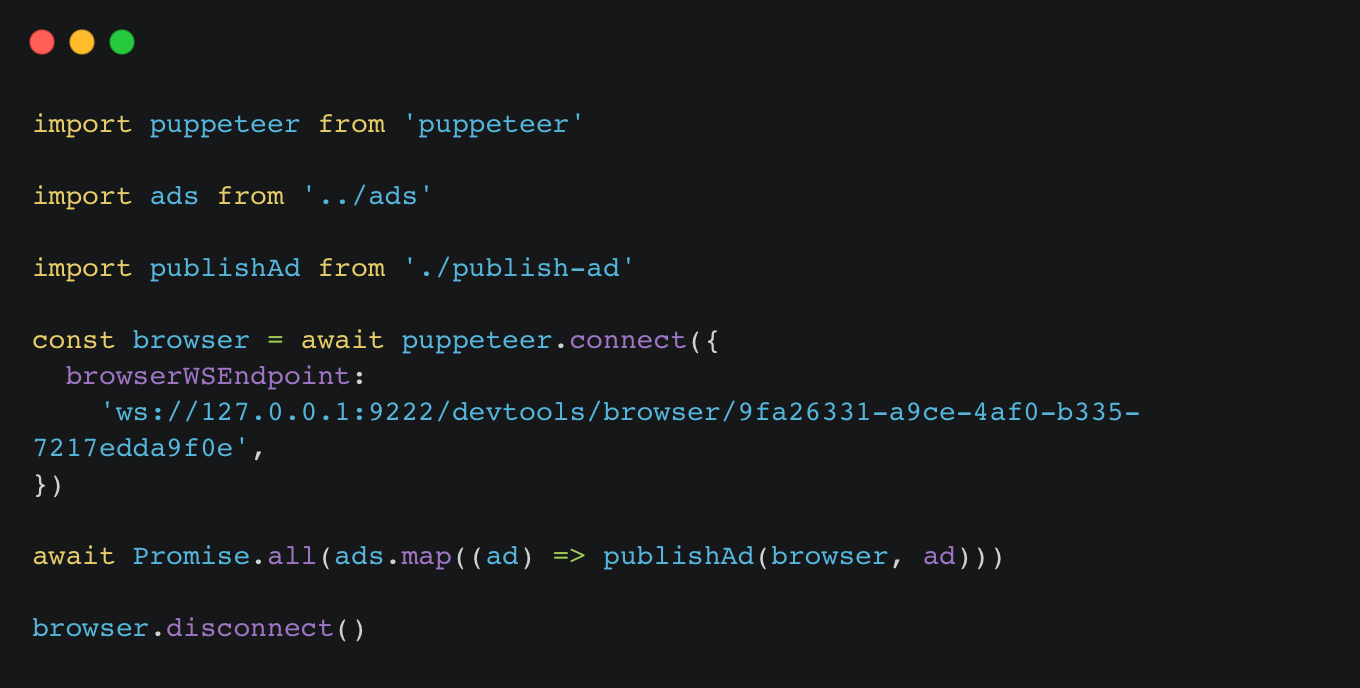 import puppeteer from 'puppeteer'
import ads from '../ads'
import publishAd from './publish-ad'
const browser = await puppeteer.connect({
  browserWSEndpoint:
    'ws://127.0.0.1:9222/devtools/browser/9fa26331-a9ce-4af0-b335-
7217edda9f0e',
})
await Promise.all(ads.map((ad) => publishAd(browser, ad)))
browser.disconnect()